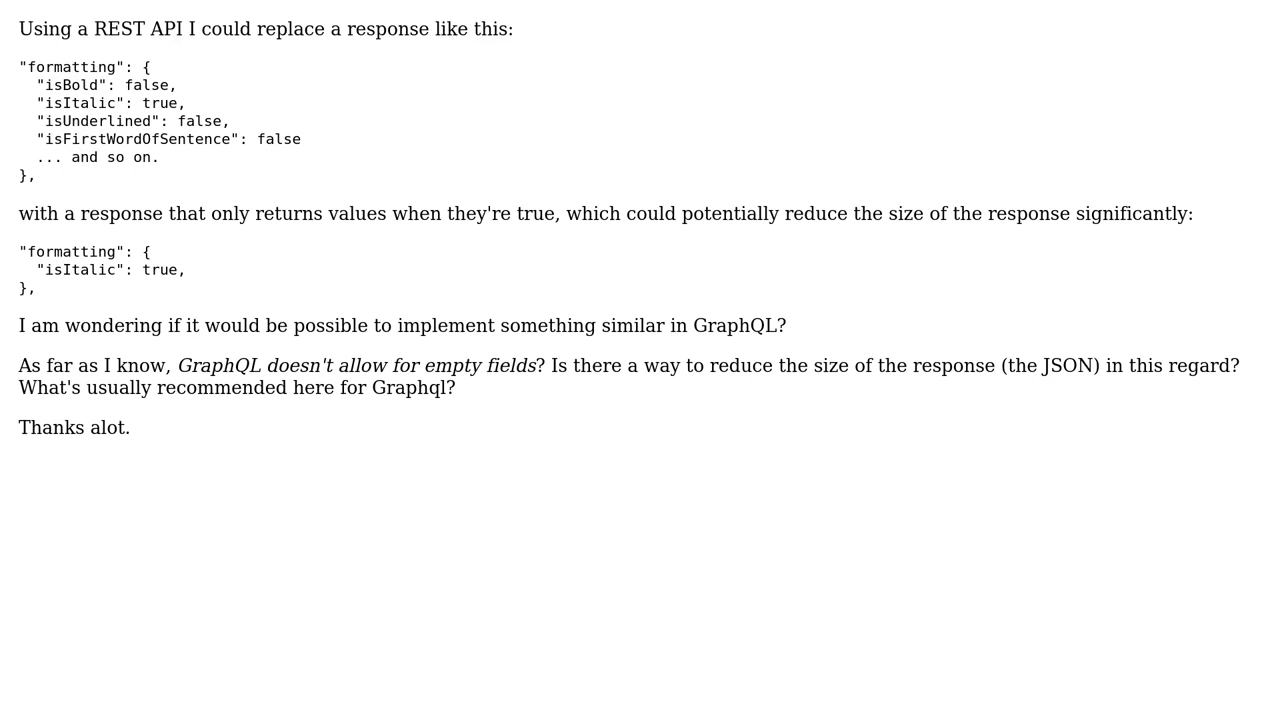 Using a REST API I could replace a response like this:
"formatting": {
  "isBold": false,
  "isItalic": true,
  "isUnderlined": false,
  "isFirstWordOfSentence": false
  ... and so on.
},
with a response that only returns values when they're true, which could potentially reduce the size of the response significantly:
"formatting": {
  "isItalic": true,
},
I am wondering if it would be possible to implement something similar in GraphQL?
As far as I know, GraphQL doesn't allow for empty fields? Is there a way to reduce the size of the response (the JSON) in this regard?
What's usually recommended here for Graphql?
Thanks alot.